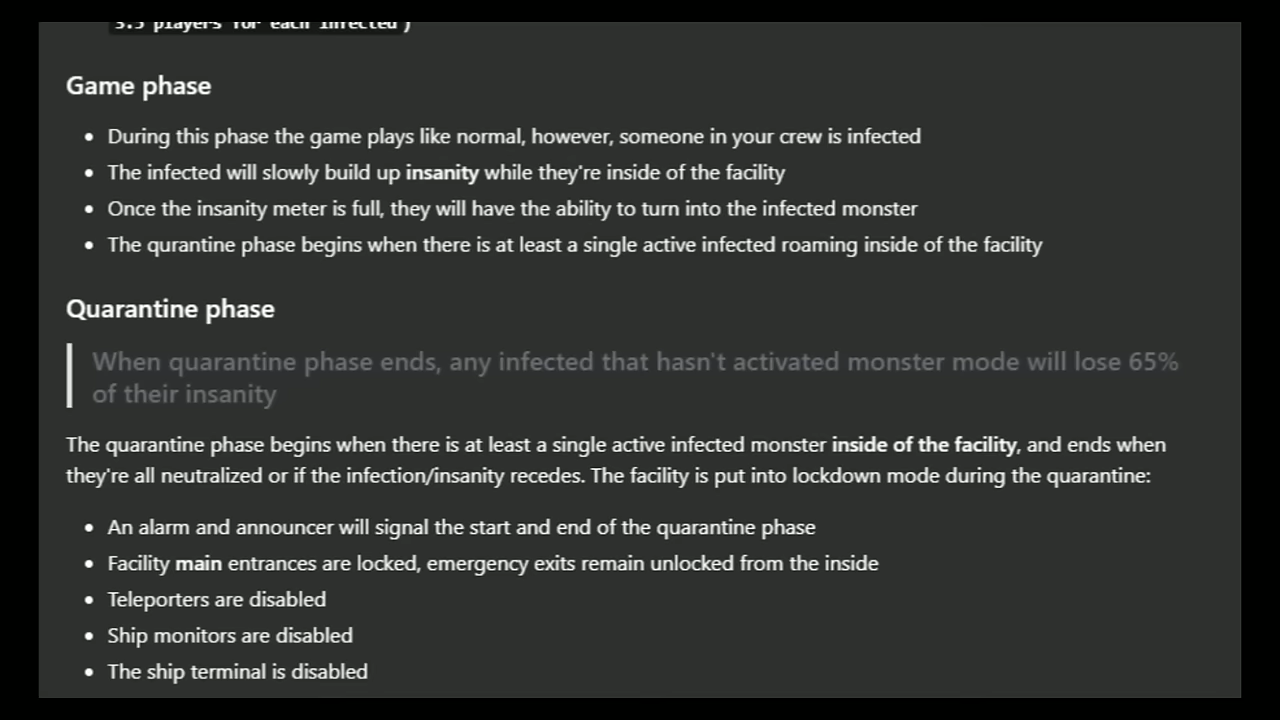 3.5 players for each infected)
Game phase
• During this phase the game plays like normal, however, someone in your crew is infected
• The infected will slowly build up insanity while they're inside of the facility
• Once the insanity meter is full, they will have the ability to turn into the infected monster
• The qurantine phase begins when there is at least a single active infected roaming inside of the facility
Quarantine phase
When quarantine phase ends, any infected that hasn't activated monster mode will lose 65%
of their insanity
The quarantine phase begins when there is at least a single active infected monster inside of the facility, and ends when
they're all neutralized or if the infection/insanity recedes. The facility is put into lockdown mode during the quarantine:
• An alarm and announcer will signal the start and end of the quarantine phase
• Facility main entrances are locked, emergency exits remain unlocked from the inside
• Teleporters are disabled
• Ship monitors are disabled
• The ship terminal is disabled